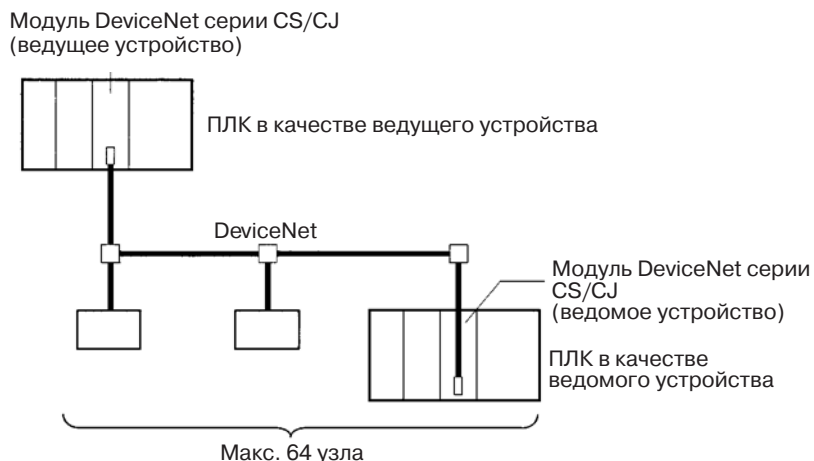 Модуль DeviceNet серии CS/CJ
(ведущее устройство)
ПЛК в качестве ведущего устройства
DeviceNet
Модуль DeviceNet серии
CS/CJ
(ведомое устройство)
ПЛК в качестве
ведомого устройства
Макс. 64 узла